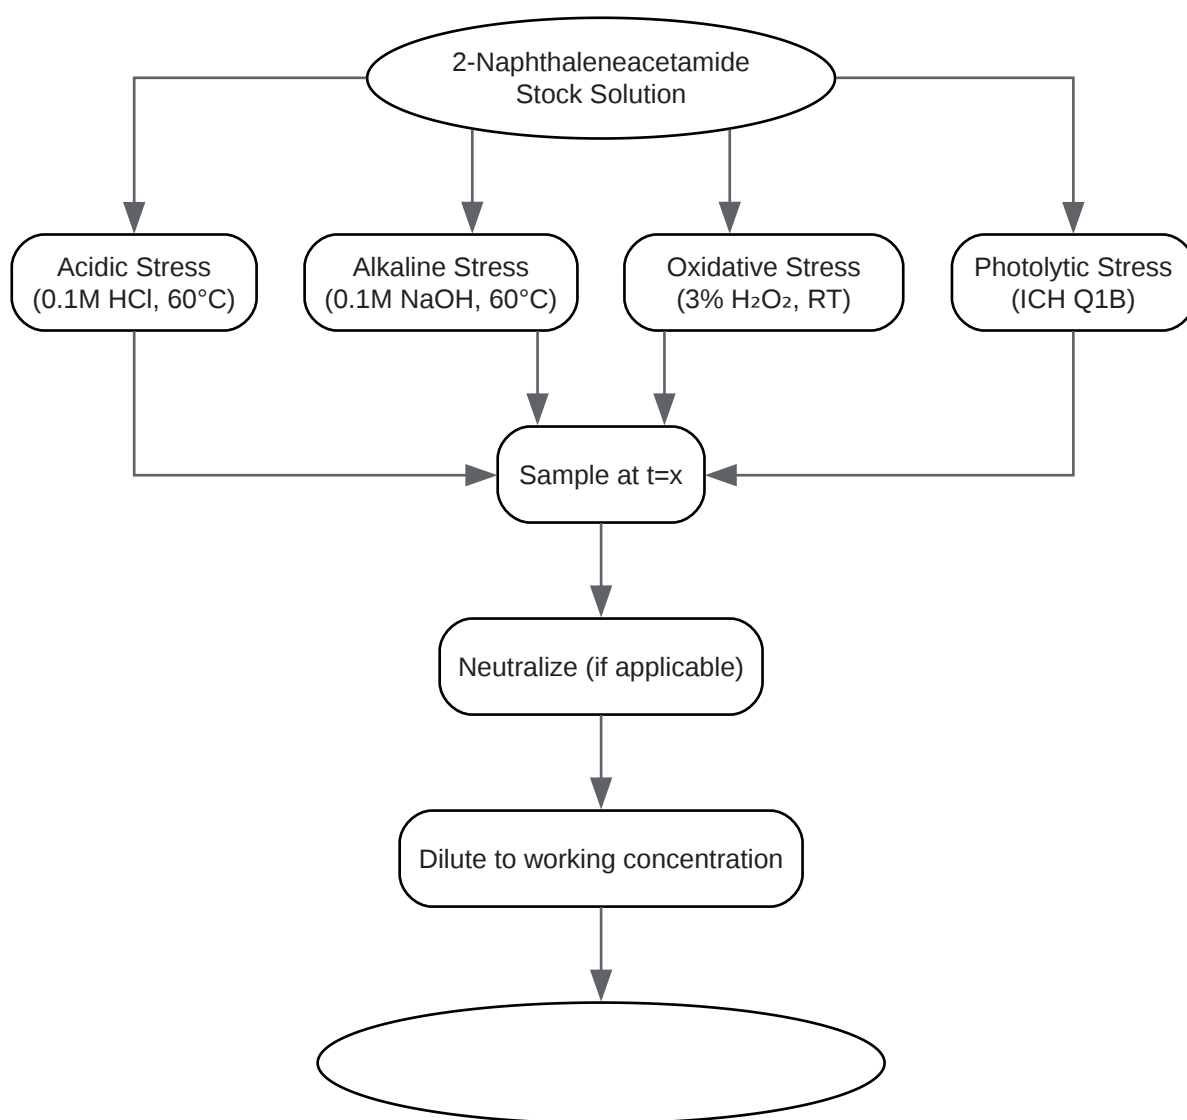 2-Naphthaleneacetamide
Stock Solution
Acidic Stress
(0.1M HCl, 60°C)
Alkaline Stress
(0.1M NaOH, 60°C)
Oxidative Stress
(3% H₂O₂, RT)
Photolytic Stress
(ICH Q1B)
Sample at t=x
Neutralize (if applicable)
Dilute to working concentration